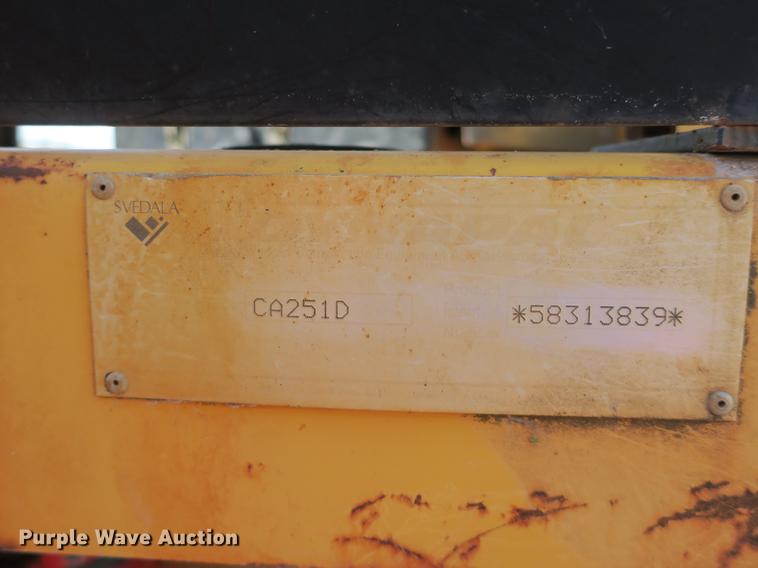 SVEDALA
CA251D *58313839*
Purple Wave Auction